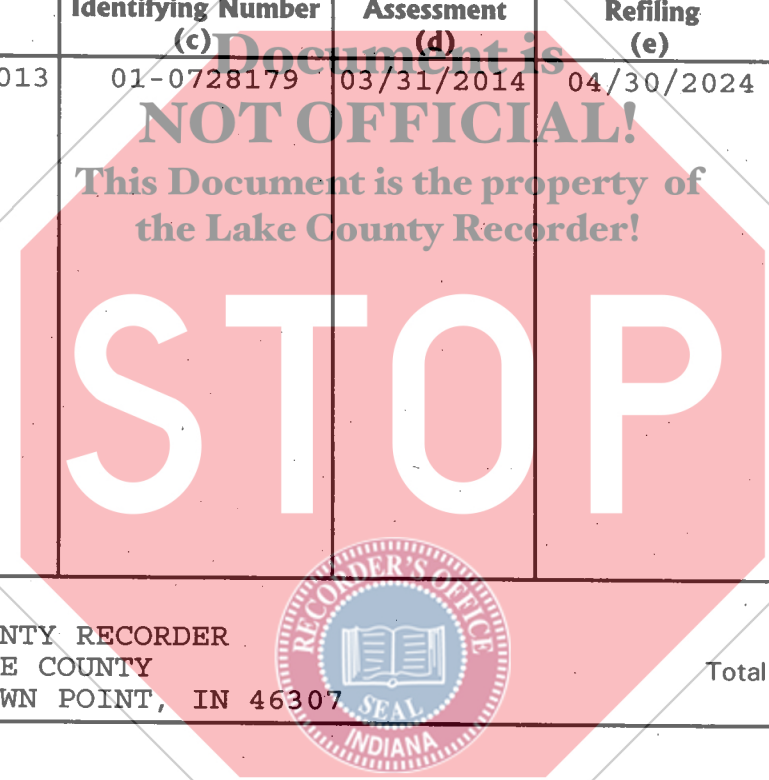 Identifying Number Assessment Refiling
(c) (d) (e)
Document is
013 01-0728179 03/31/2014 04/30/2024
NOT OFFICIAL!
This Document is the property of
the Lake County Recorder!
STOP
RECORDER'S OFFICE
SEAL
INDIANA
NTY RECORDER
E COUNTY
Total
WN POINT, IN 46307